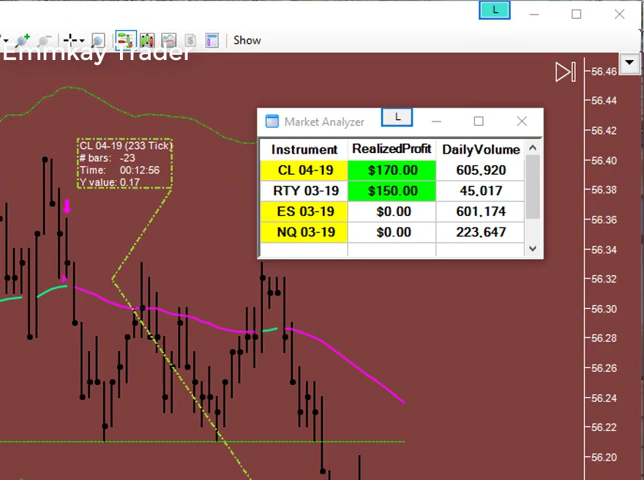 L
Show
Emmkay Trader
56.46
56.44
Market Analyzer
L
56.42
CL 04-19 (233 Tick)
# bars: -23
Time: 00:12:56
Y value: 0.17
Instrument RealizedProfit DailyVolume
CL 04-19 $170.00 605,920
RTY 03-19 $150.00 45,017
ES 03-19 $0.00 601,174
NQ 03-19 $0.00 223,647
56.40
56.38
56.36
56.34
56.32
56.30
56.28
56.26
56.24
56.22
56.20